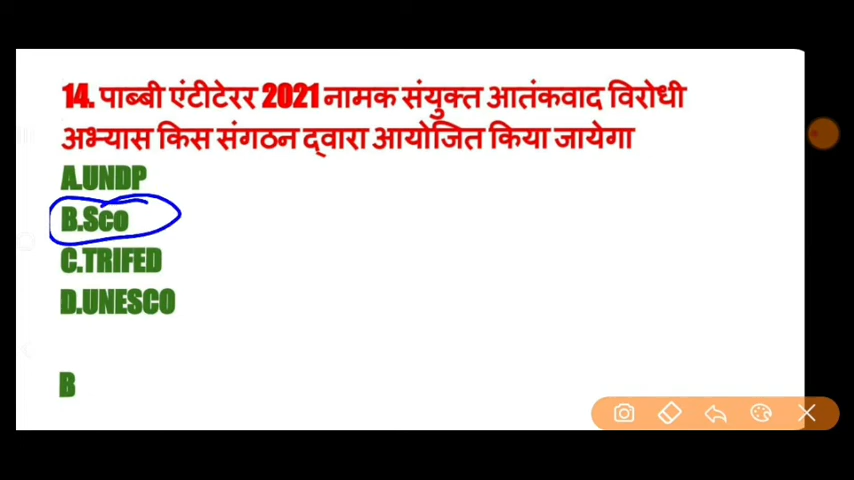 14. पाब्बी एंटीटेरर 2021 नामक संयुक्त आतंकवाद विरोधी
अभ्यास किस संगठन द्वारा आयोजित किया जायेगा
A.UNDP
B.Sco
C.TRIFED
D.UNESCO
B